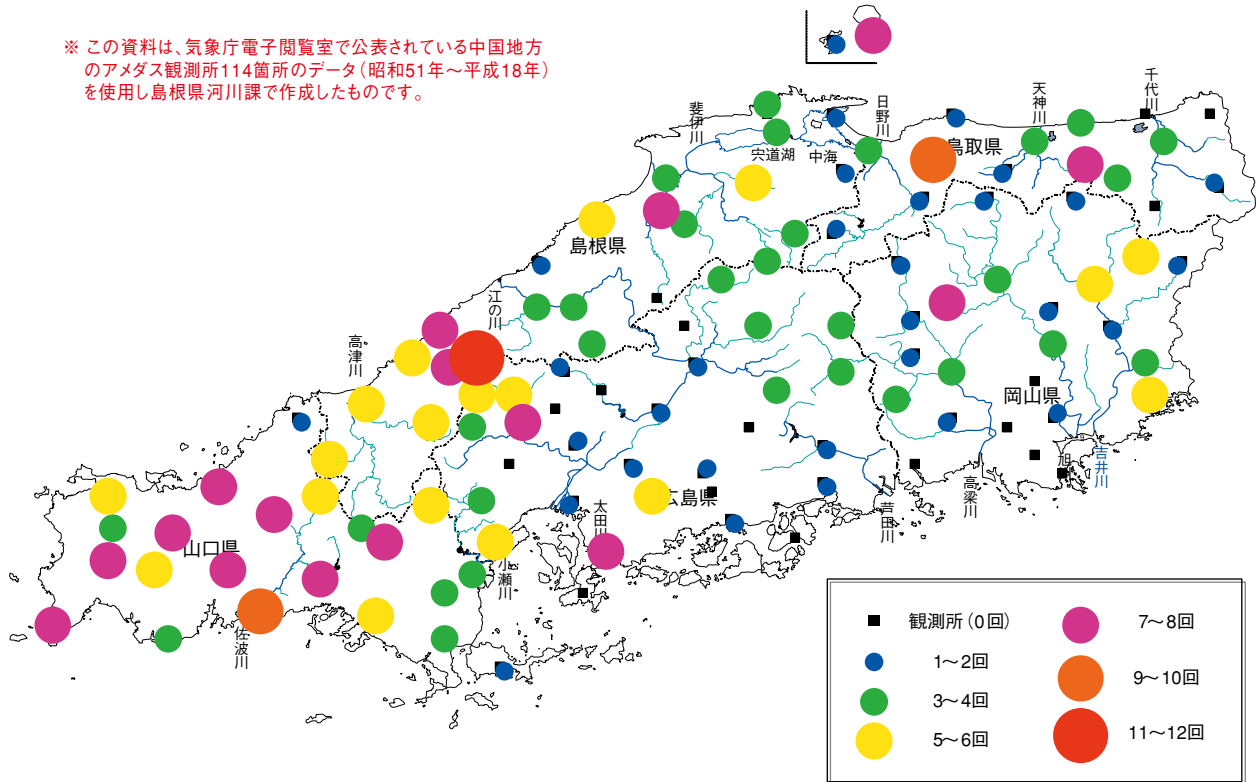 ※ この資料は、気象庁電子閲覧室で公表されている中国地方
のアメダス観測所114箇所のデータ（昭和51年～平成18年）
を使用し島根県河川課で作成したものです。
千代川
天神川
日野川
斐伊川
宍道湖
中海
鳥取県
島根県
江の川
高津川
岡山県
旭
吉井川
高梁川
芦田川
広島県
太田川
小瀬川
山口県
佐波川
観測所（0回）
1～2回
3～4回
5～6回
7～8回
9～10回
11～12回